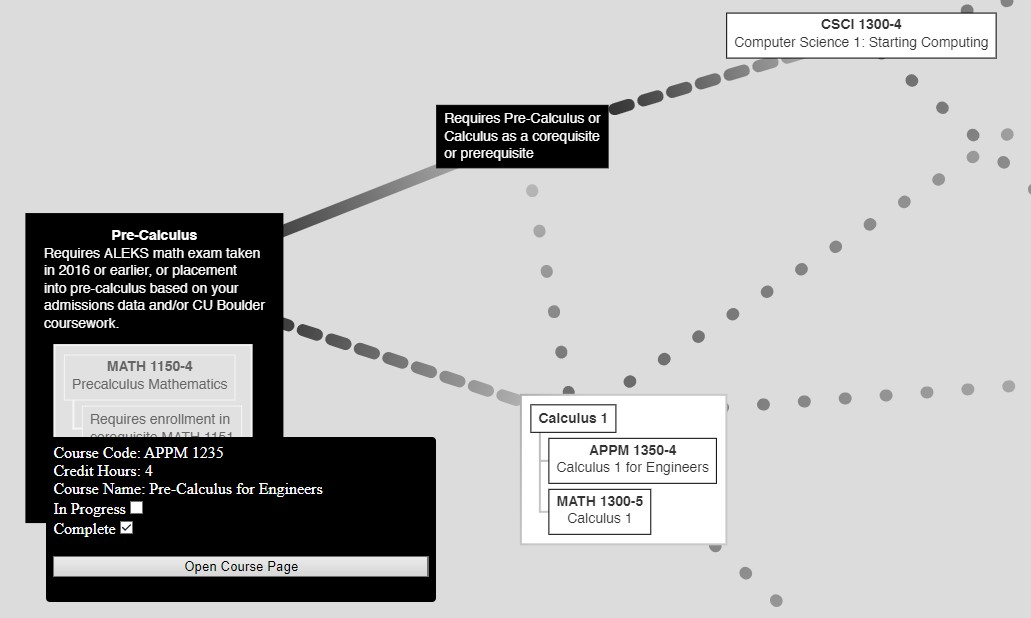 CSCI 1300-4
Computer Science 1: Starting Computing
Requires Pre-Calculus or
Calculus as a corequisite
or prerequisite
Pre-Calculus
Requires ALEKS math exam taken
in 2016 or earlier, or placement
into pre-calculus based on your
admissions data and/or CU Boulder
coursework.
MATH 1150-4
Precalculus Mathematics
Requires enrollment in
corequisite MATH 1151
Course Code: APPM 1235
Credit Hours: 4
Course Name: Pre-Calculus for Engineers
In Progress
Complete
Open Course Page
Calculus 1
APPM 1350-4
Calculus 1 for Engineers
MATH 1300-5
Calculus 1